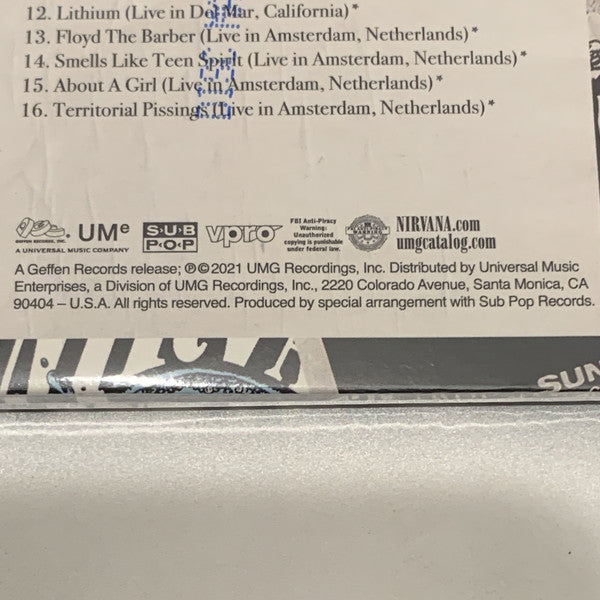 12. Lithium (Live in Del Mar, California)*
13. Floyd The Barber (Live in Amsterdam, Netherlands)*
14. Smells Like Teen Spirit (Live in Amsterdam, Netherlands)*
15. About A Girl (Live in Amsterdam, Netherlands)*
16. Territorial Pissings (Live in Amsterdam, Netherlands)*
GEFFEN RECORDS, INC.
UMe
A UNIVERSAL MUSIC COMPANY
SUB
POP
vpro
FBI Anti-Piracy
Warning:
Unauthorized
copying is punishable
under federal law.
NIRVANA.com
umgcatalog.com
A Geffen Records release; ℗©2021 UMG Recordings, Inc. Distributed by Universal Music
Enterprises, a Division of UMG Recordings, Inc., 2220 Colorado Avenue, Santa Monica, CA
90404 – U.S.A. All rights reserved. Produced by special arrangement with Sub Pop Records.
SUN